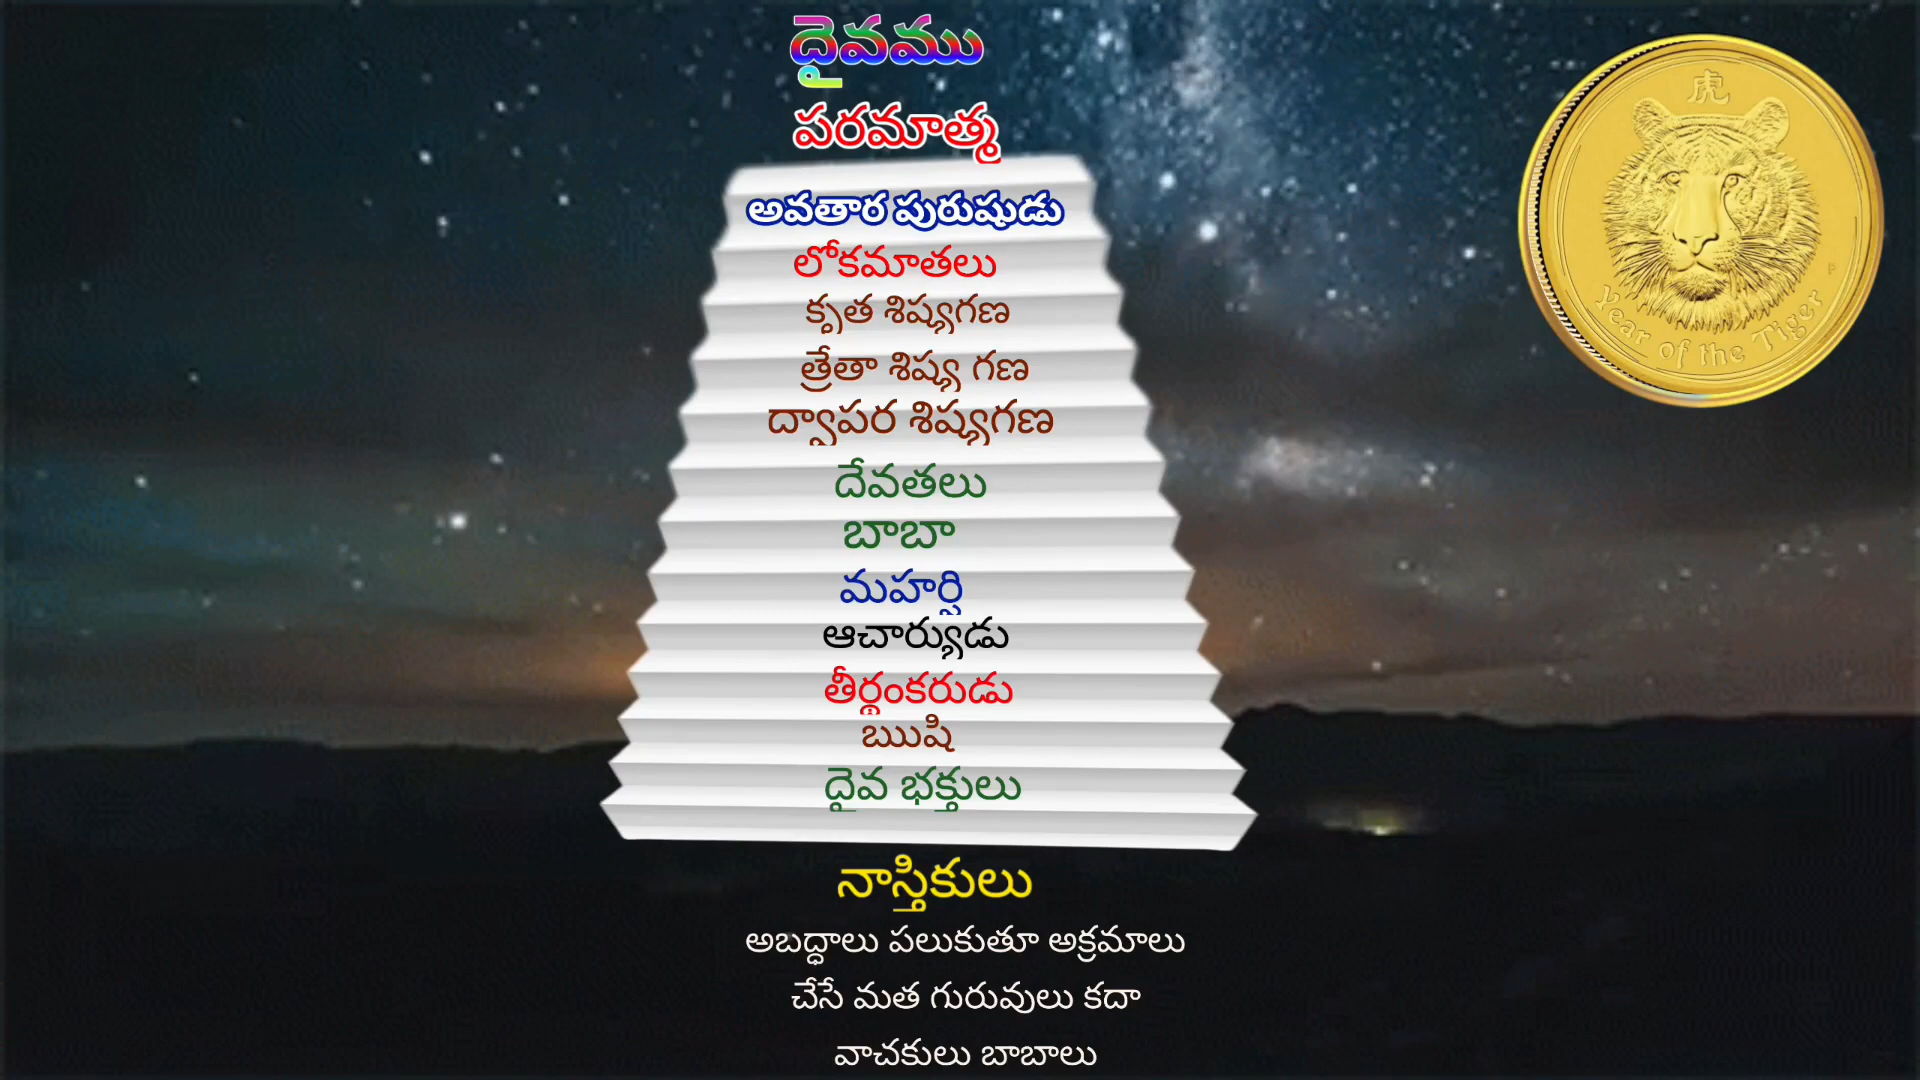 దైవము
పరమాత్మ
虎
అవతార పురుషుడు
లోకమాతలు
కృత శిష్యగణ
P
Year of the Tiger
త్రేతా శిష్య గణ
ద్వాపర శిష్యగణ
దేవతలు
బాబా
మహర్షి
ఆచార్యుడు
తీర్థంకరుడు
ఋషి
దైవ భక్తులు
నాస్తికులు
అబద్ధాలు పలుకుతూ అక్రమాలు
చేసే మత గురువులు కదా
వాచకులు బాబాలు